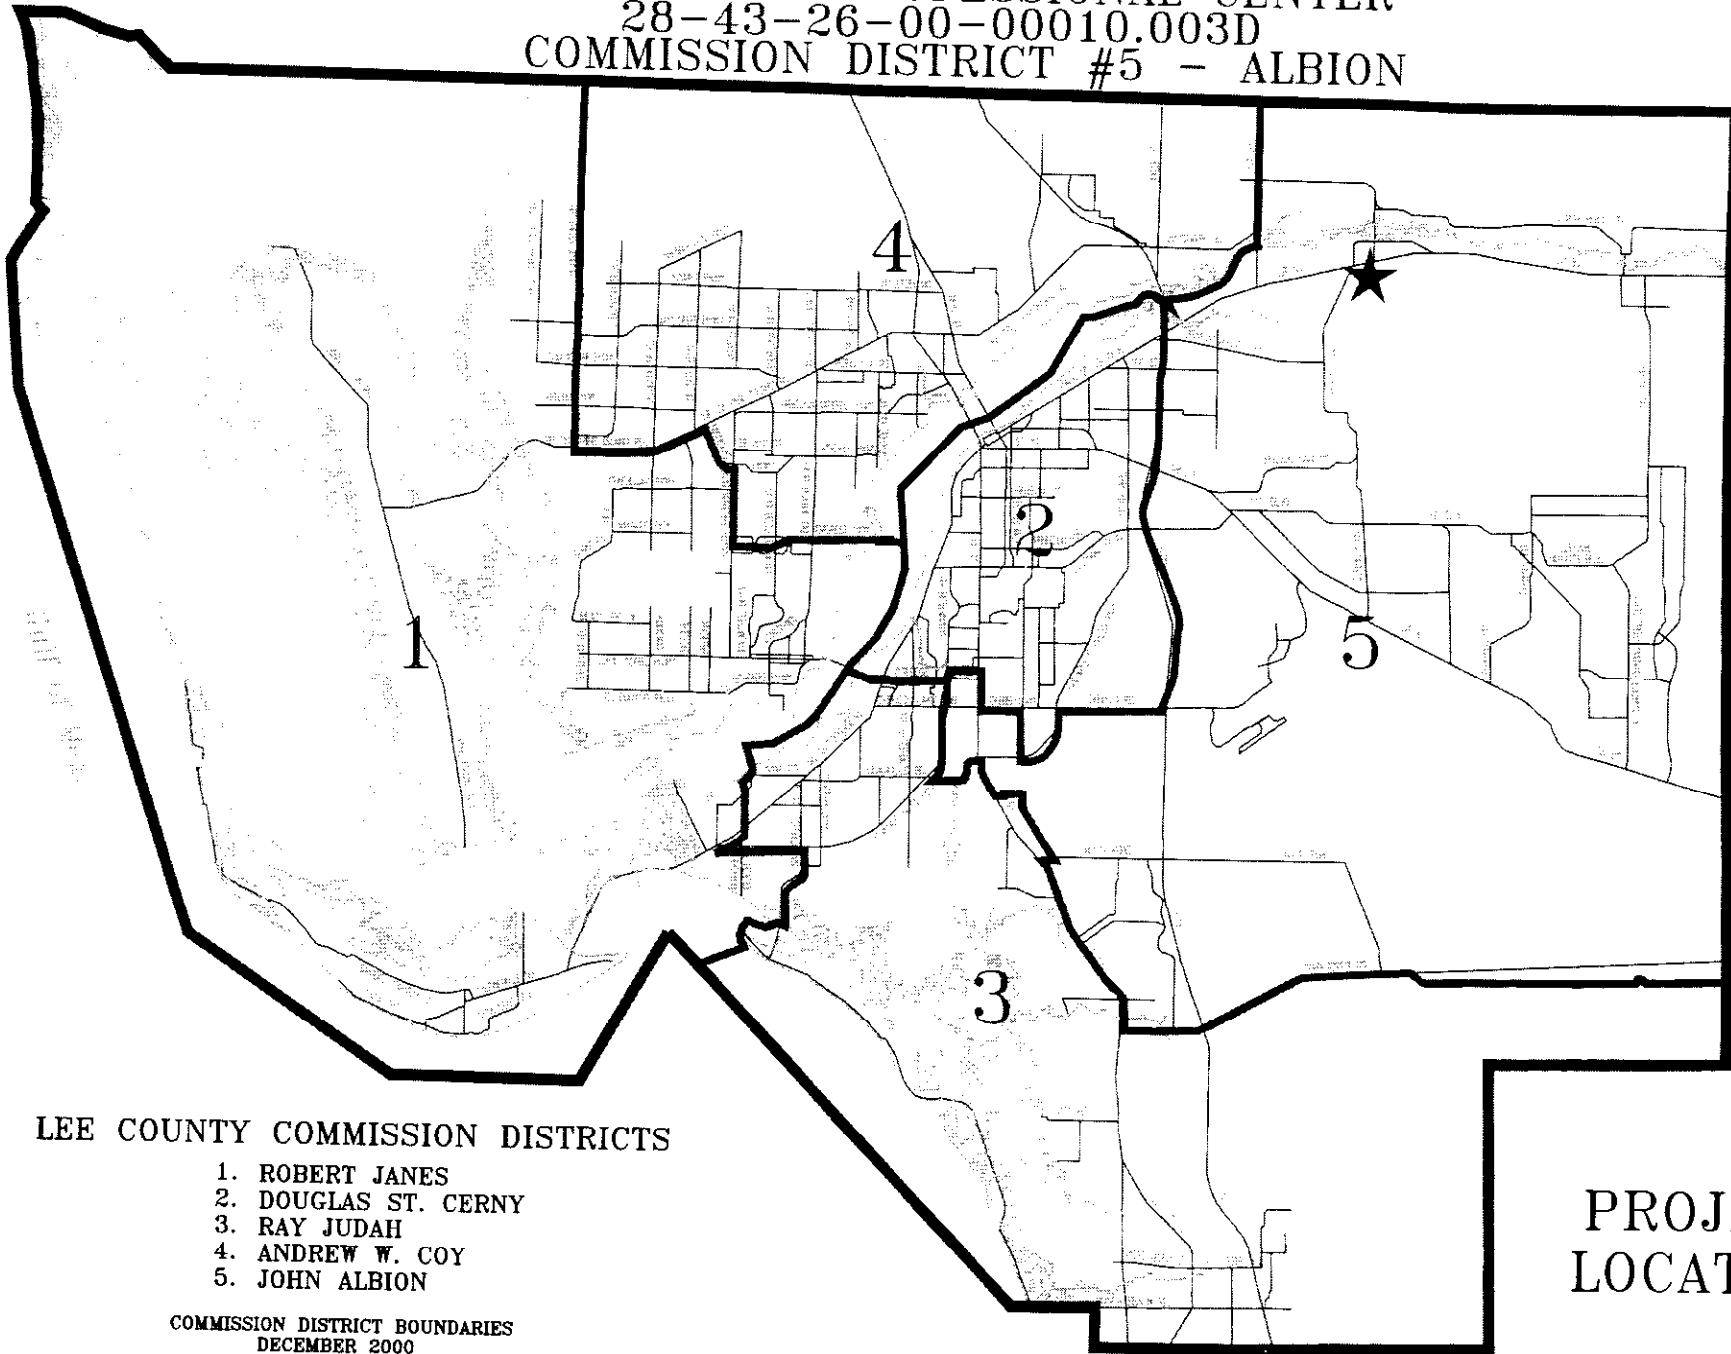 CENTER
28-43-26-00-00010.003D
COMMISSION DISTRICT #5 - ALBION
4
2
1
5
3
LEE COUNTY COMMISSION DISTRICTS
1. ROBERT JANES
2. DOUGLAS ST. CERNY
3. RAY JUDAH
4. ANDREW W. COY
5. JOHN ALBION
COMMISSION DISTRICT BOUNDARIES
DECEMBER 2000
PROJ
LOCAT